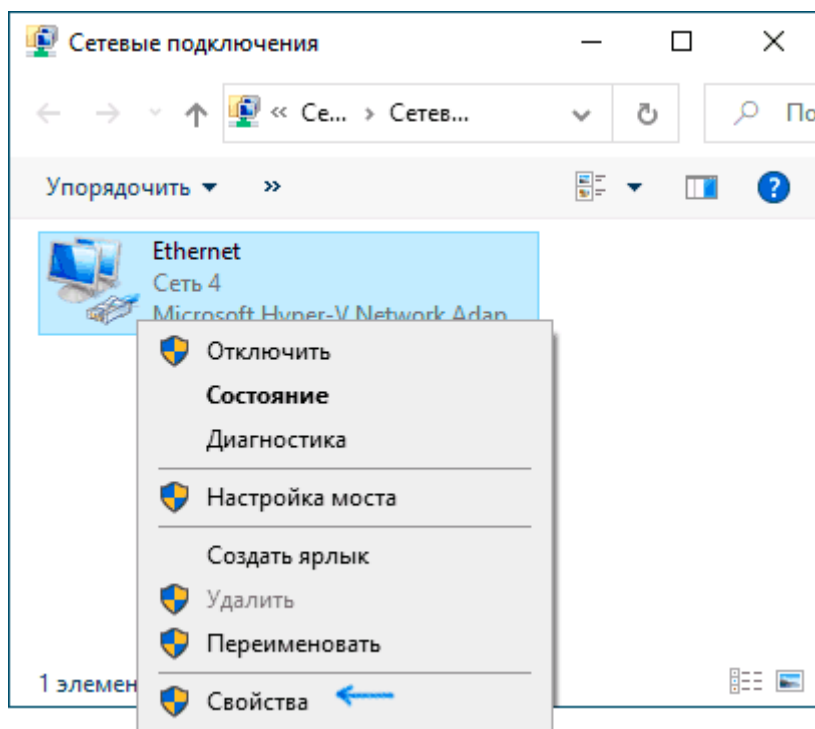 Сетевые подключения
« Се... › Сетев...
По
Упорядочить
»
Ethernet
Сеть 4
Microsoft Hyper-V Network Adap...
Отключить
Состояние
Диагностика
Настройка моста
Создать ярлык
Удалить
Переименовать
1 элемен
Свойства